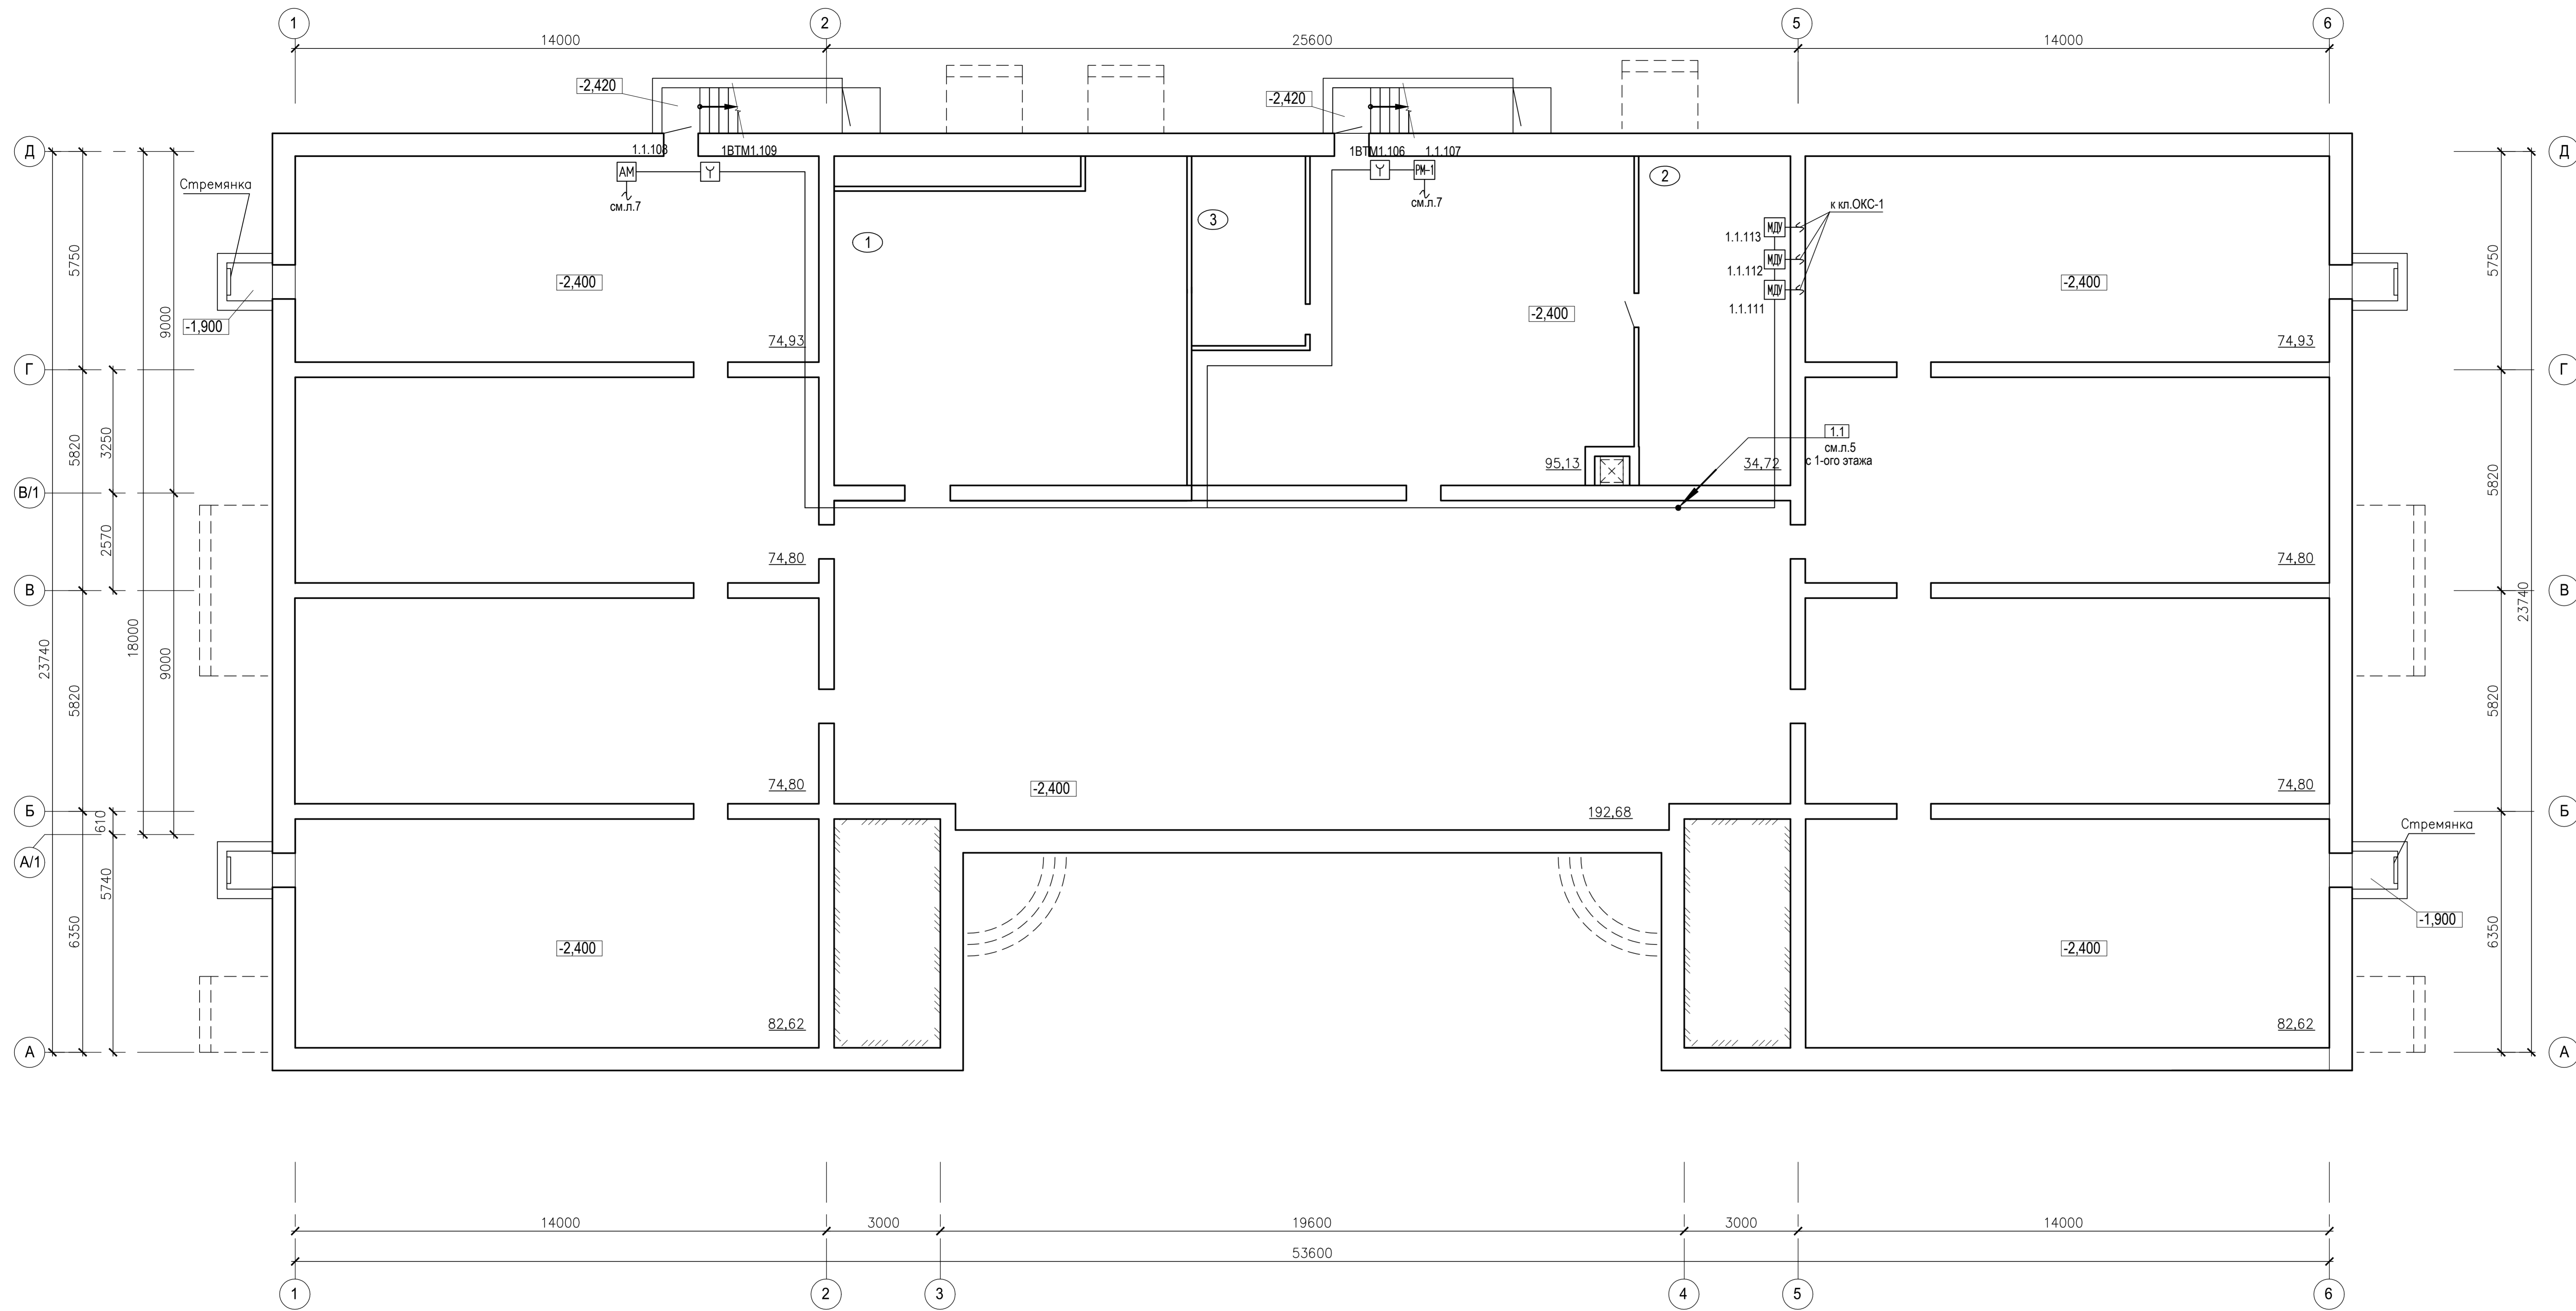 1
2
5
6
14000
25600
14000
-2,420
-2,420
Д
Д
1.1.108
1ВТМ1.109
1ВТМ1.106
1.1.107
АМ
Y
Y
РМ-1
см.л.7
см.л.7
2
Стремянка
1
3
к кл.ОКС-1
МДУ
1.1.113
МДУ
1.1.112
МДУ
1.1.111
5750
5750
-2,400
-2,400
-2,400
-1,900
9000
74,93
74,93
Г
Г
1.1
см.л.5
с 1-ого этажа
5820
3250
95,13
34,72
5820
В/1
2570
74,80
74,80
В
В
23740
18000
9000
23740
5820
5820
74,80
-2,400
74,80
Б
610
192,68
Б
А/1
Стремянка
5740
6350
-2,400
-2,400
-1,900
6350
82,62
82,62
А
А
14000
3000
19600
3000
14000
53600
1
2
3
4
5
6